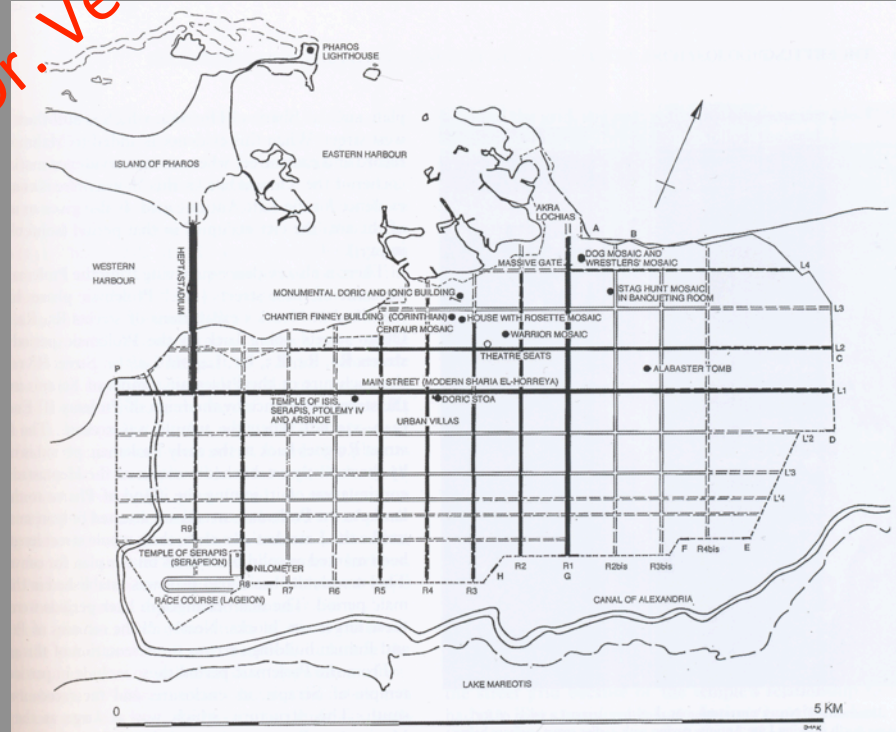 or. Ve
PHAROS
LIGHTHOUSE
EASTERN HARBOUR
ISLAND OF PHAROS
AKRA
LOCHIAS
A
B
WESTERN
HARBOUR
HEPTASTADIUM
MASSIVE GATE
DOG MOSAIC AND
WRESTLERS' MOSAIC
L4
MONUMENTAL DORIC AND IONIC BUILDING
STAG HUNT MOSAIC
IN BANQUETING ROOM
L3
CHANTIER FINNEY BUILDING (CORINTHIAN)
HOUSE WITH ROSETTE MOSAIC
CENTAUR MOSAIC
WARRIOR MOSAIC
L2
THEATRE SEATS
C
P
ALABASTER TOMB
MAIN STREET (MODERN SHARIA EL-HORREYA)
L1
TEMPLE OF ISIS,
SERAPIS, PTOLEMY IV
AND ARSINOE
DORIC STOA
URBAN VILLAS
L'2
D
L'3
L'4
R9
TEMPLE OF SERAPIS
(SERAPEION)
NILOMETER
F
R4bis
E
R8
I
R7
R6
R5
R4
R3
H
R2
R1
G
R2bis
R3bis
RACE COURSE (LAGEION)
CANAL OF ALEXANDRIA
LAKE MAREOTIS
0
5 KM